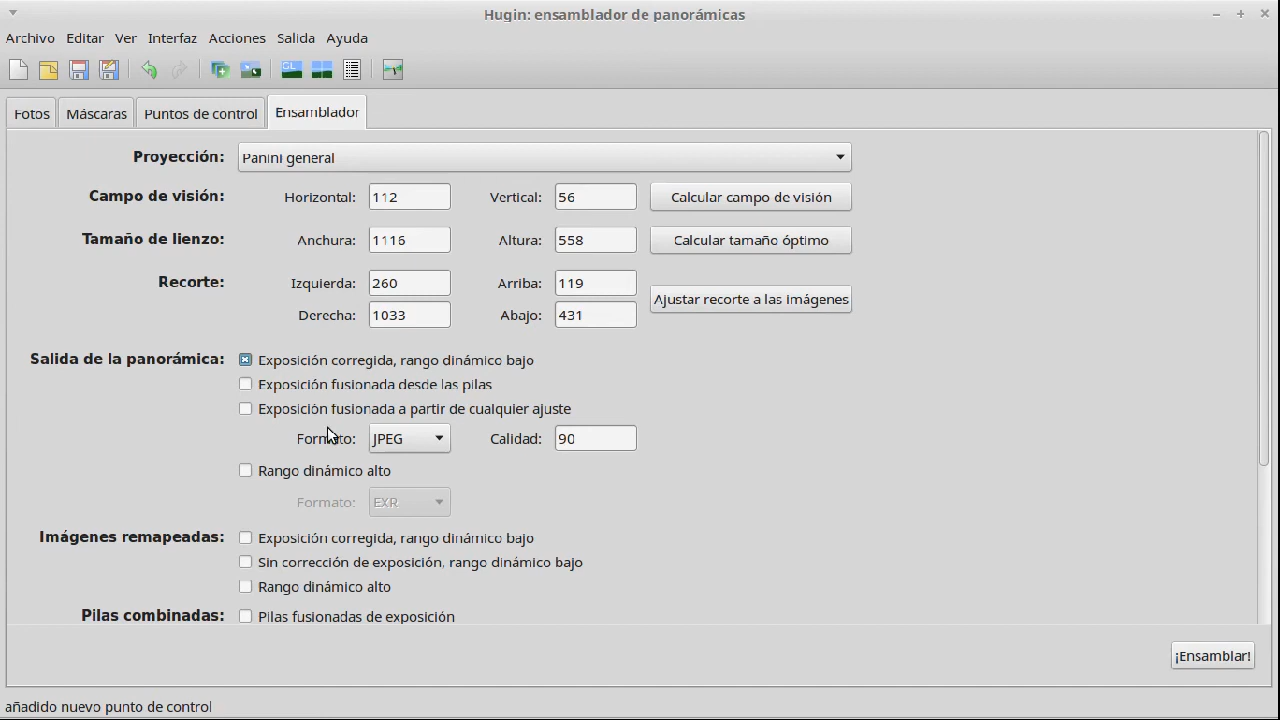 Hugin: ensamblador de panorámicas
Archivo Editar Ver Interfaz Acciones Salida Ayuda
GL
Fotos Máscaras Puntos de control Ensamblador
Proyección: Panini general
Campo de visión: Horizontal: 112 Vertical: 56 Calcular campo de visión
Tamaño de lienzo: Anchura: 1116 Altura: 558 Calcular tamaño óptimo
Recorte: Izquierda: 260 Arriba: 119 Ajustar recorte a las imágenes
Derecha: 1033 Abajo: 431
Salida de la panorámica: Exposición corregida, rango dinámico bajo
Exposición fusionada desde las pilas
Exposición fusionada a partir de cualquier ajuste
Formato: JPEG Calidad: 90
Rango dinámico alto
Formato: EXR
Imágenes remapeadas: Exposición corregida, rango dinámico bajo
Sin corrección de exposición, rango dinámico bajo
Rango dinámico alto
Pilas combinadas: Pilas fusionadas de exposición
¡Ensamblar!
añadido nuevo punto de control